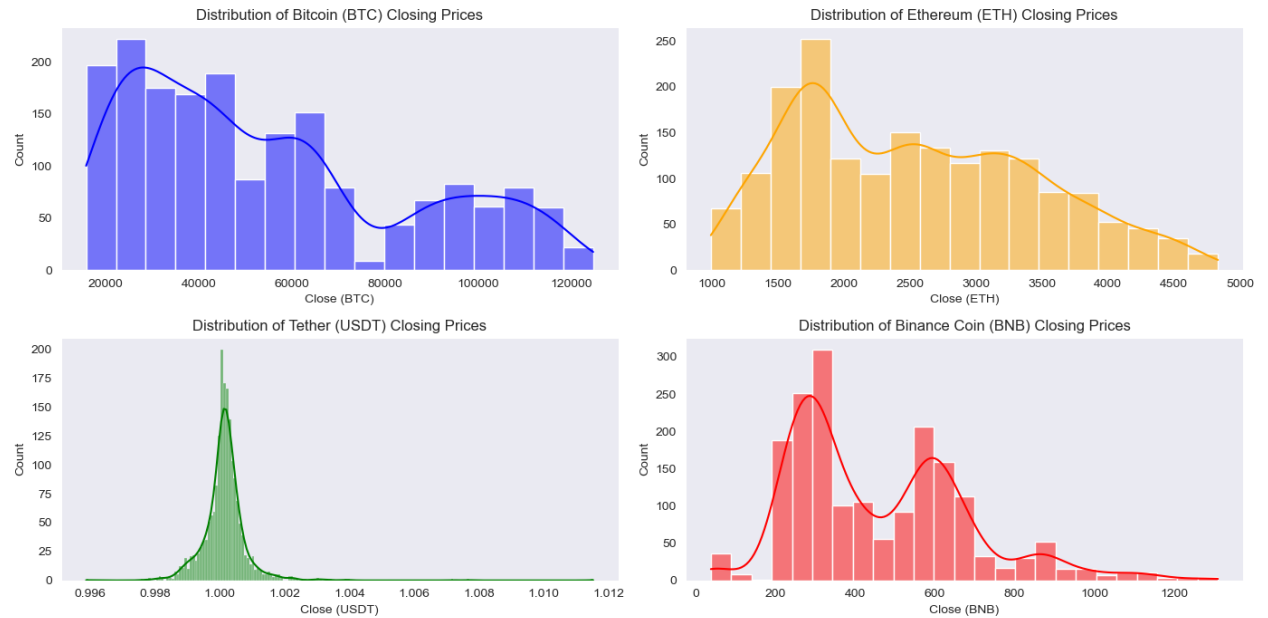 Distribution of Bitcoin (BTC) Closing Prices
Count
200
150
100
50
0
20000 40000 60000 80000 100000 120000
Close (BTC)
Distribution of Ethereum (ETH) Closing Prices
Count
250
200
150
100
50
0
1000 1500 2000 2500 3000 3500 4000 4500 5000
Close (ETH)
Distribution of Tether (USDT) Closing Prices
Count
200
175
150
125
100
75
50
25
0
0.996 0.998 1.000 1.002 1.004 1.006 1.008 1.010 1.012
Close (USDT)
Distribution of Binance Coin (BNB) Closing Prices
Count
300
250
200
150
100
50
0
0 200 400 600 800 1000 1200
Close (BNB)